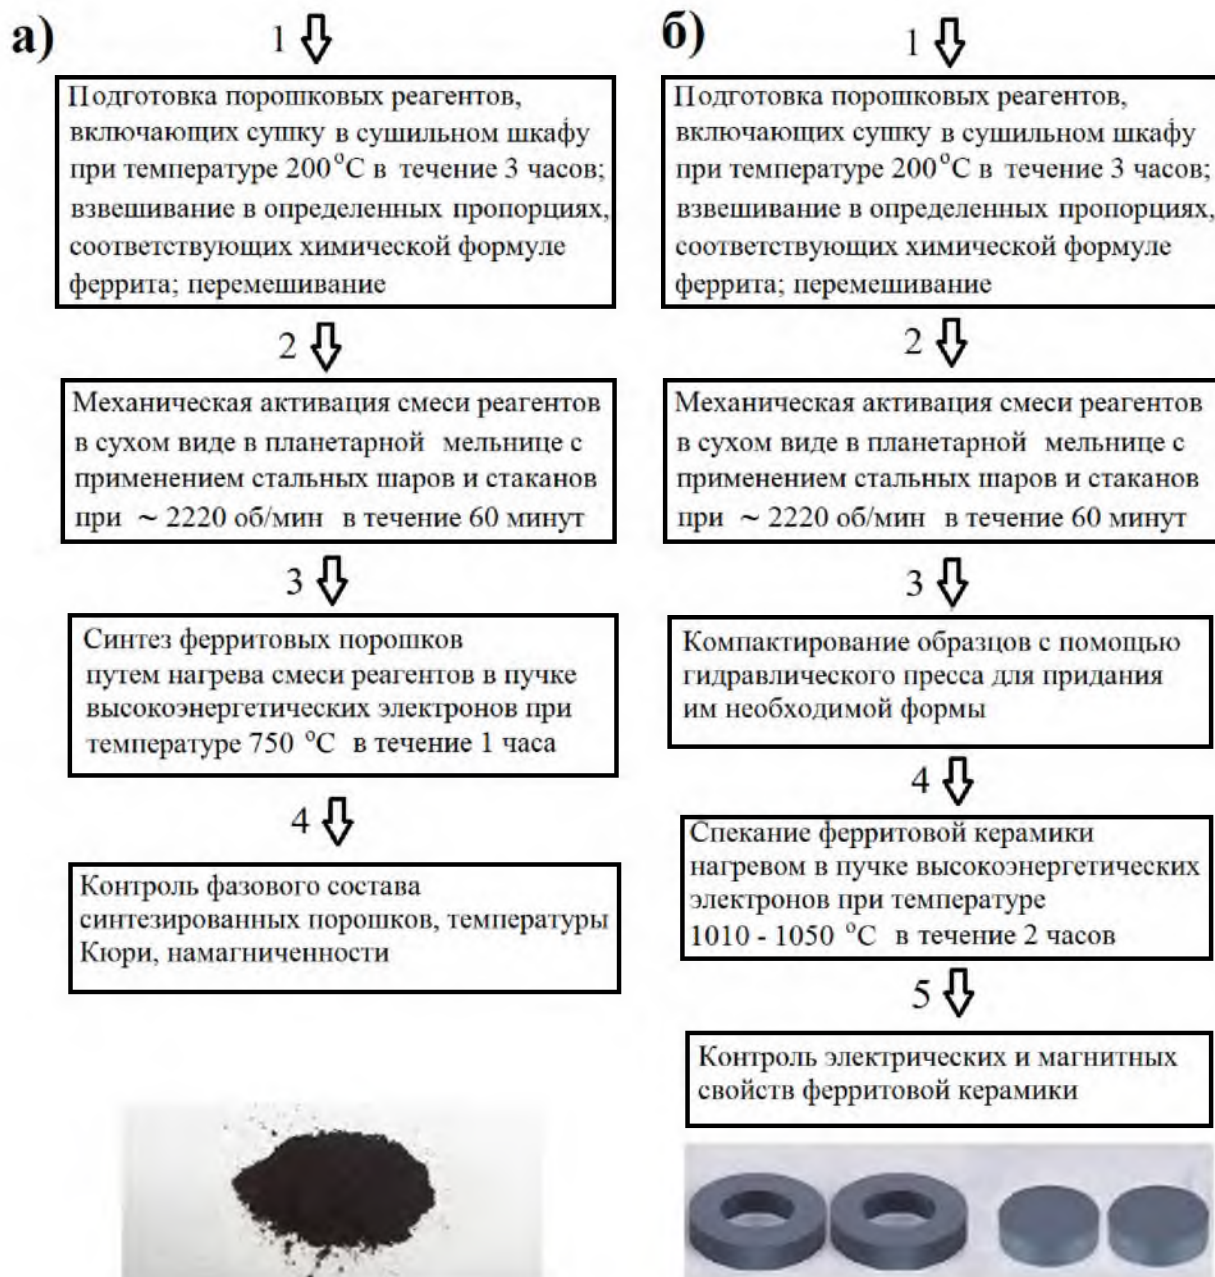 а)
1
Подготовка порошковых реагентов,
включающих сушку в сушильном шкафу
при температуре 200 °С в течение 3 часов;
взвешивание в определенных пропорциях,
соответствующих химической формуле
феррита; перемешивание
2
Механическая активация смеси реагентов
в сухом виде в планетарной мельнице с
применением стальных шаров и стаканов
при ~ 2220 об/мин в течение 60 минут
3
Синтез ферритовых порошков
путем нагрева смеси реагентов в пучке
высокоэнергетических электронов при
температуре 750 °С в течение 1 часа
4
Контроль фазового состава
синтезированных порошков, температуры
Кюри, намагниченности
б)
1
Подготовка порошковых реагентов,
включающих сушку в сушильном шкафу
при температуре 200 °С в течение 3 часов;
взвешивание в определенных пропорциях,
соответствующих химической формуле
феррита; перемешивание
2
Механическая активация смеси реагентов
в сухом виде в планетарной мельнице с
применением стальных шаров и стаканов
при ~ 2220 об/мин в течение 60 минут
3
Компактирование образцов с помощью
гидравлического пресса для придания
им необходимой формы
4
Спекание ферритовой керамики
нагревом в пучке высокоэнергетических
электронов при температуре
1010 - 1050 °С в течение 2 часов
5
Контроль электрических и магнитных
свойств ферритовой керамики